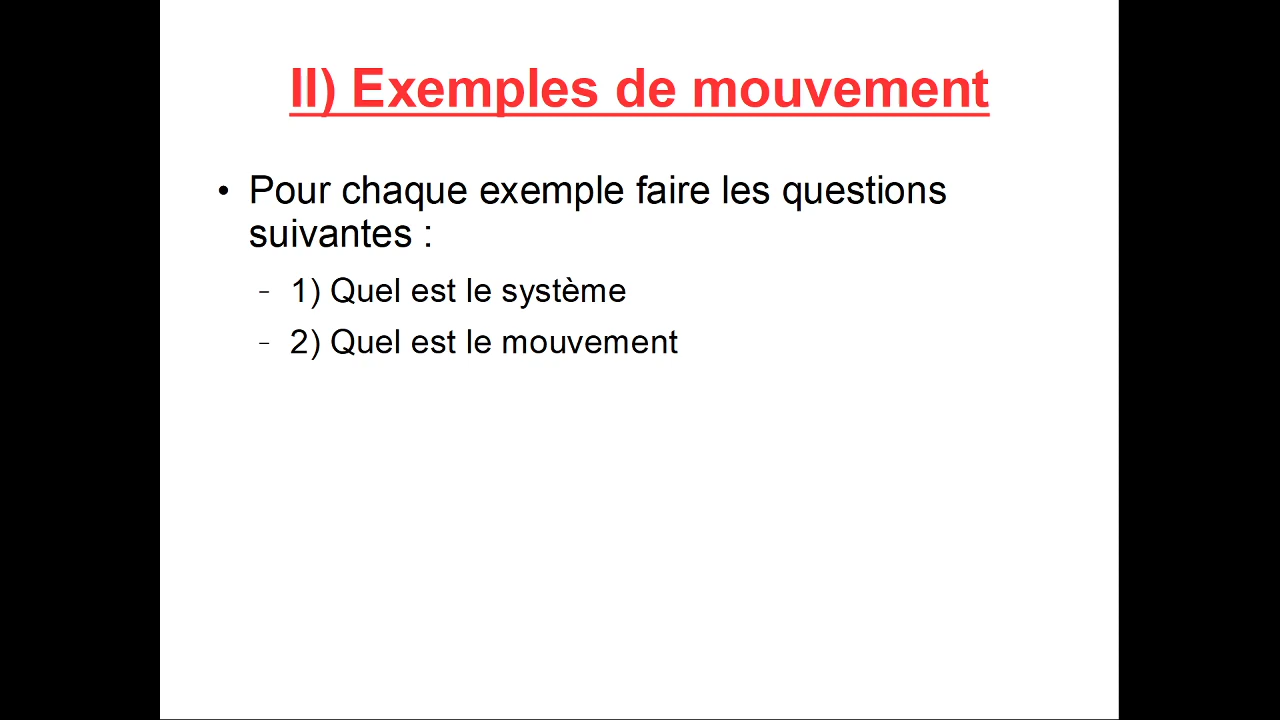 II) Exemples de mouvement
• Pour chaque exemple faire les questions
suivantes :
– 1) Quel est le système
– 2) Quel est le mouvement